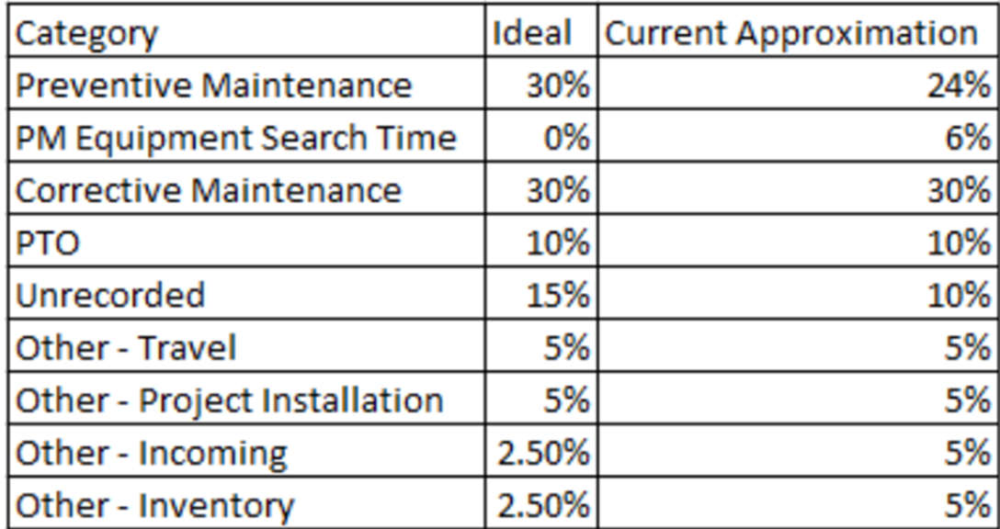 Category Ideal Current Approximation
Preventive Maintenance 30% 24%
PM Equipment Search Time 0% 6%
Corrective Maintenance 30% 30%
PTO 10% 10%
Unrecorded 15% 10%
Other - Travel 5% 5%
Other - Project Installation 5% 5%
Other - Incoming 2.50% 5%
Other - Inventory 2.50% 5%